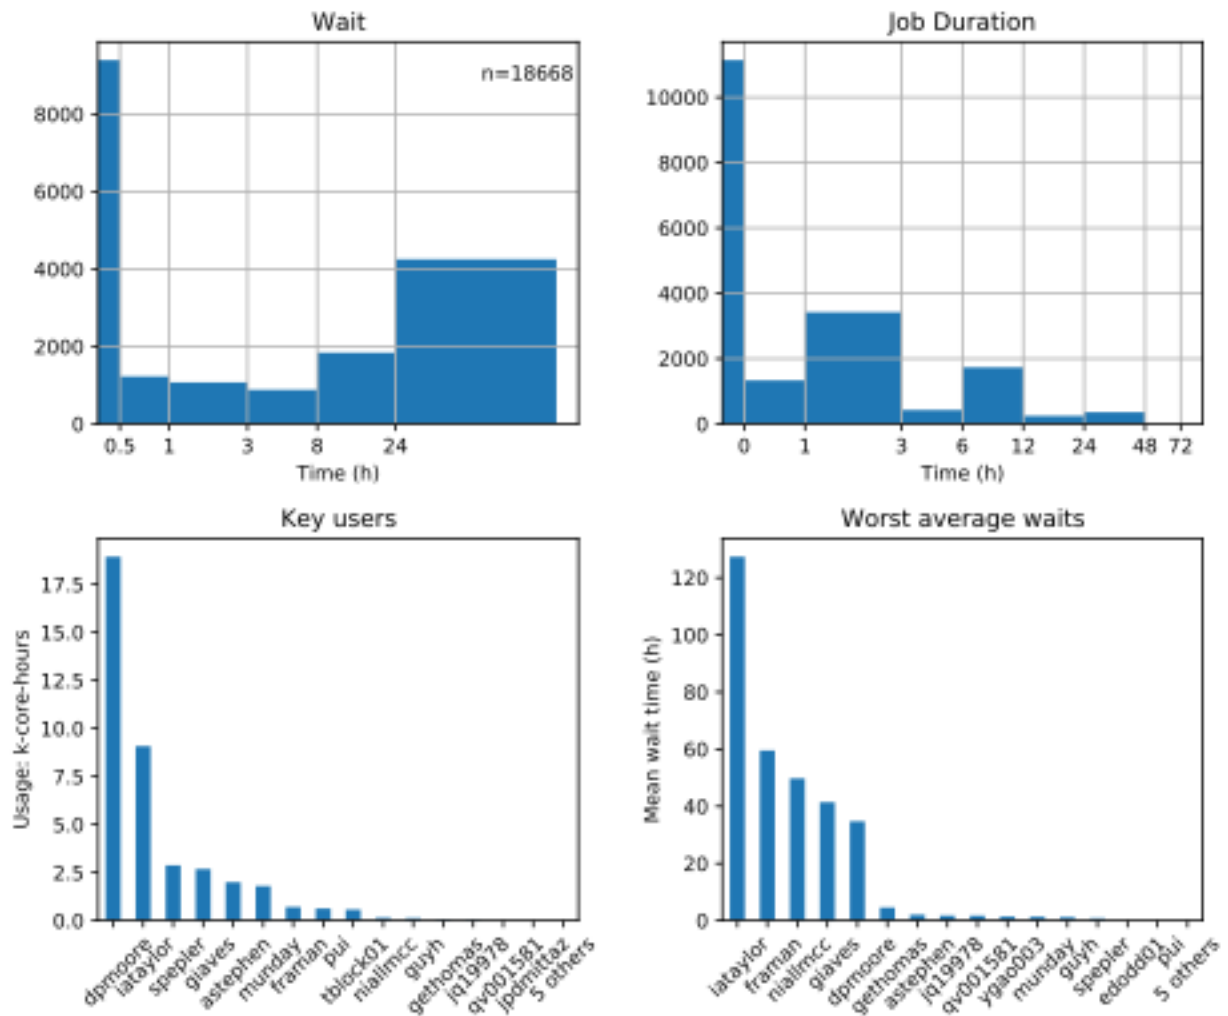 Wait
n=18668
8000
6000
4000
2000
0
0.5 1 3 8 24
Time (h)
Job Duration
10000
8000
6000
4000
2000
0
0 1 3 6 12 24 48 72
Time (h)
Key users
Usage: k-core-hours
17.5
15.0
12.5
10.0
7.5
5.0
2.5
0.0
dpmoore
iataylor
spepler
giaves
astephen
munday
framan
pui
tblock01
niallmcc
guyh
gethomas
jq19978
qv001581
jpdmittaz
5 others
Worst average waits
Mean wait time (h)
120
100
80
60
40
20
0
iataylor
framan
niallmcc
giaves
dpmoore
gethomas
astephen
jq19978
qv001581
ygao003
munday
guyh
spepler
edodd01
pui
5 others